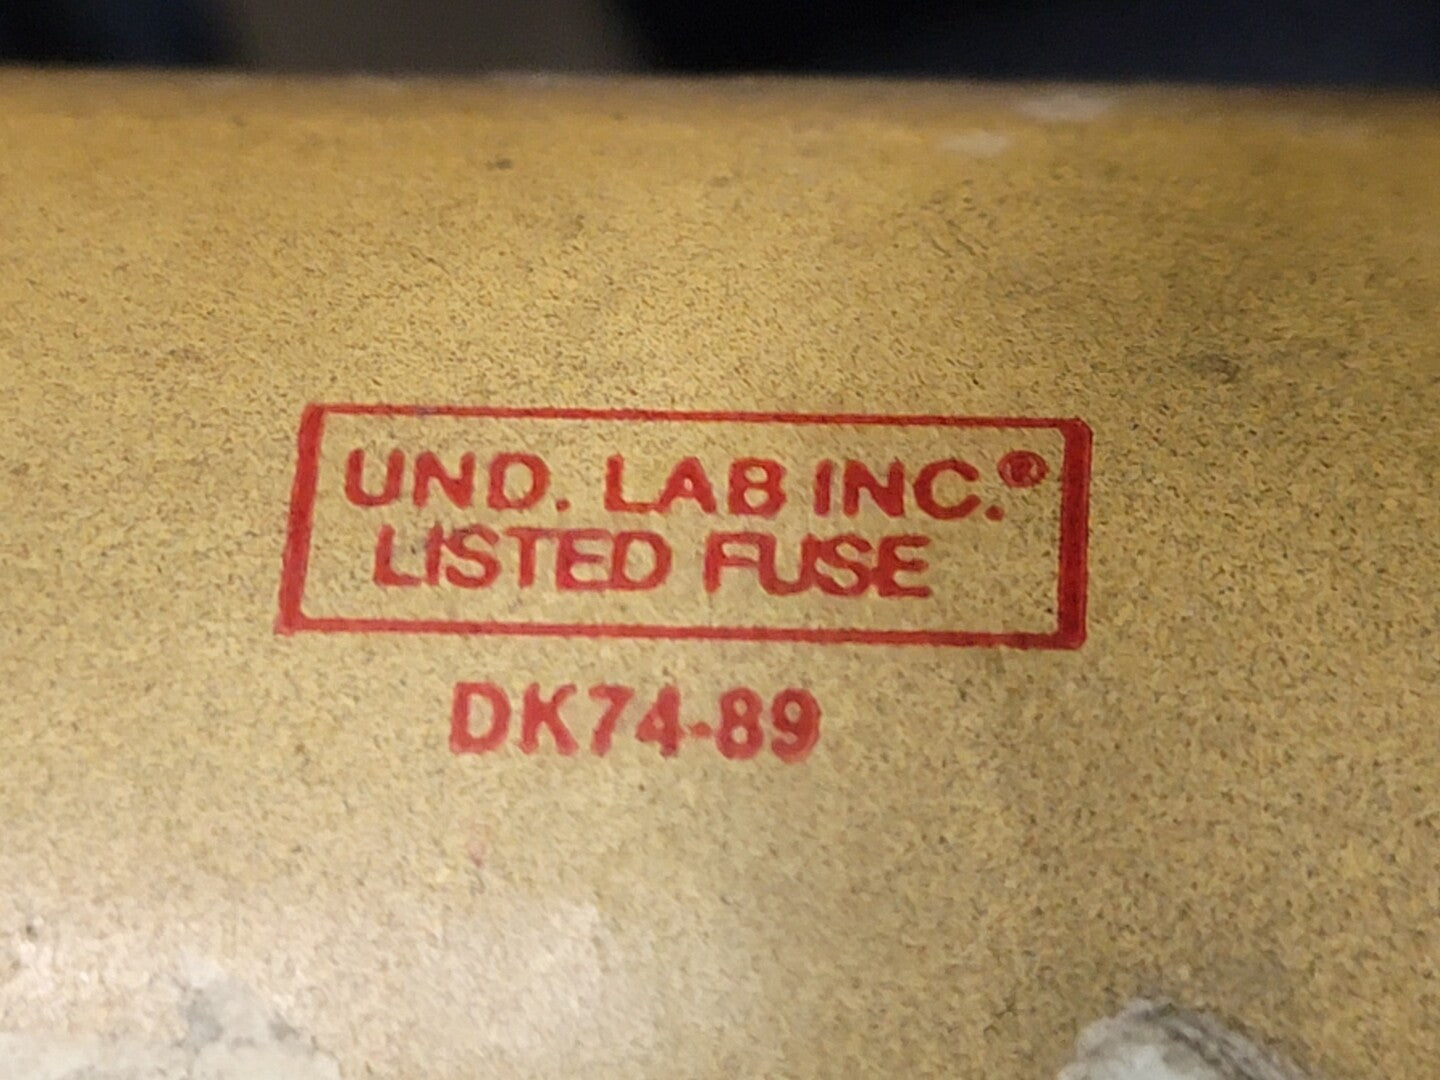 UND. LAB INC.®
LISTED FUSE
DK74-89